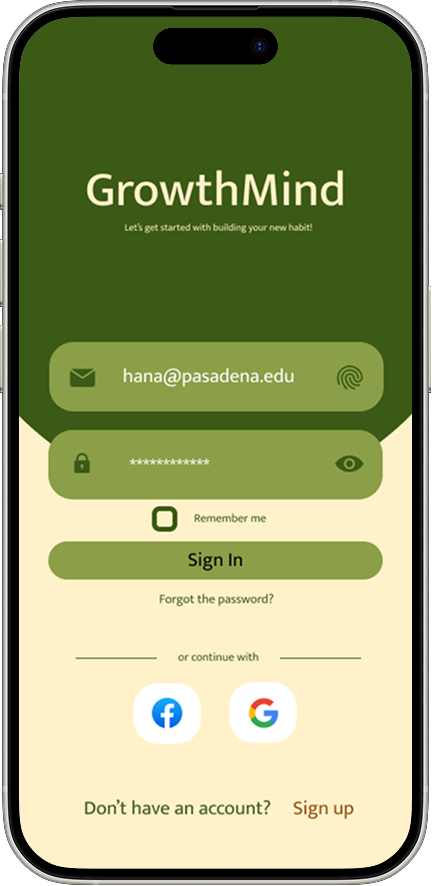 GrowthMind
Let's get started with building your new habit!
hana@pasadena.edu
************
Remember me
Sign In
Forgot the password?
or continue with
Don't have an account? Sign up